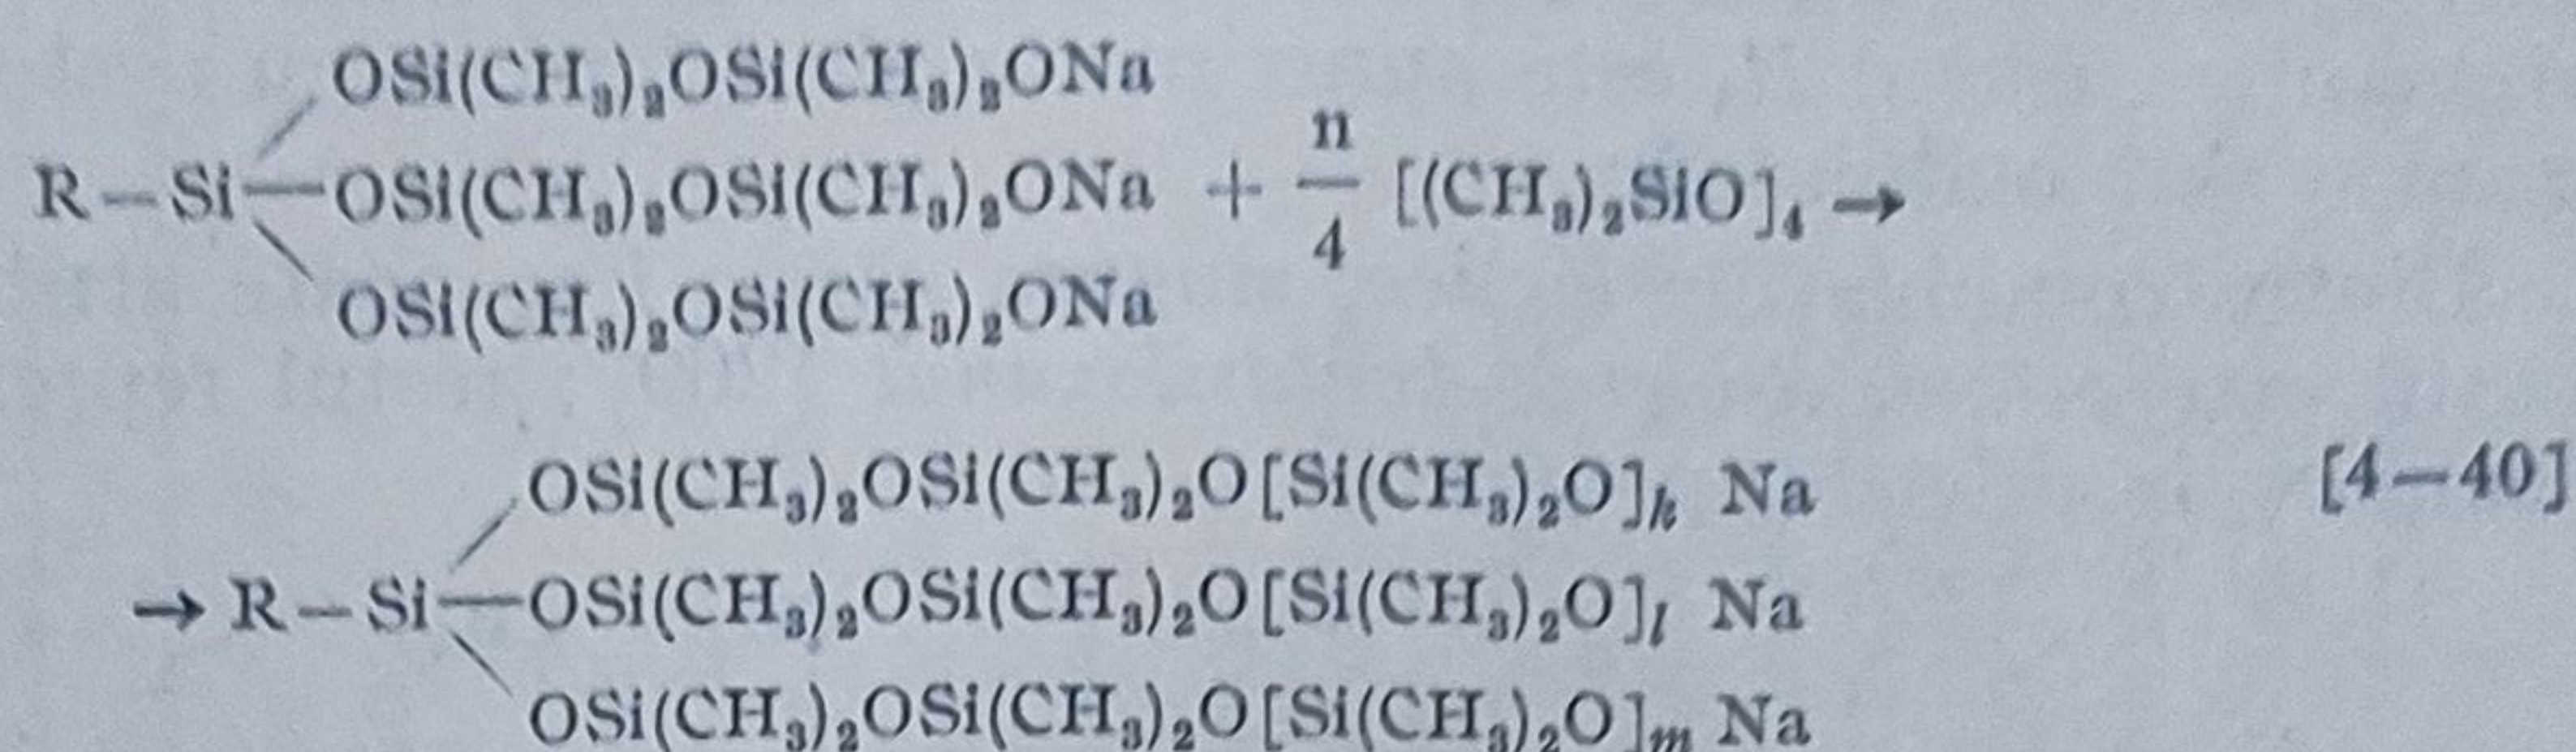 OSi(CH₃)₂OSi(CH₃)₂ONa
R—Si—OSi(CH₃)₂OSi(CH₃)₂ONa + n/4 [(CH₃)₂SiO]₄ →
OSi(CH₃)₂OSi(CH₃)₂ONa
OSi(CH₃)₂OSi(CH₃)₂O[Si(CH₃)₂O]ₖ Na
[4—40]
→ R—Si—OSi(CH₃)₂OSi(CH₃)₂O[Si(CH₃)₂O]ₗ Na
OSi(CH₃)₂OSi(CH₃)₂O[Si(CH₃)₂O]ₘ Na